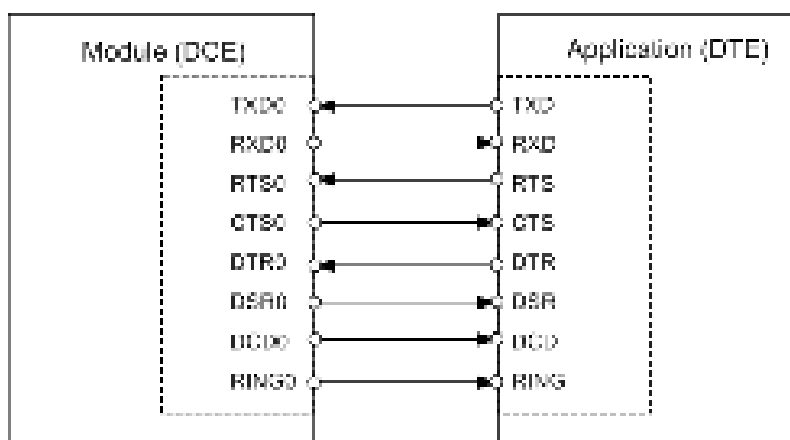 Module (DCE) Application (DTE)
TXD0 TXD
RXD0 RXD
RTS0 RTS
CTS0 CTS
DTR0 DTR
DSR0 DSR
DCD0 DCD
RING0 RING